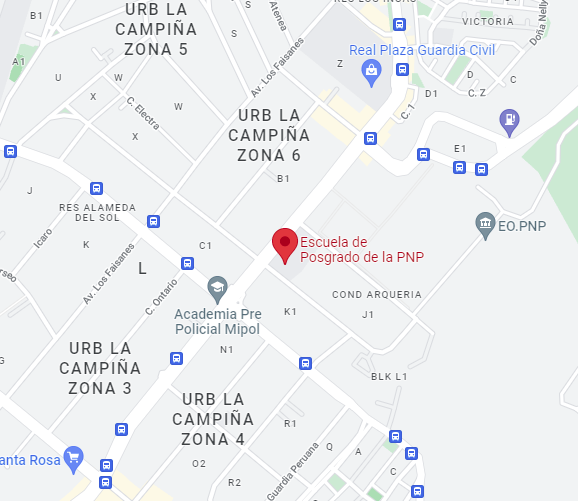 RES LOS INCAS
URB LA
CAMPIÑA
ZONA 5
Atenea
VICTORIA
Doña Nelly
Real Plaza Guardia Civil
A1
U
W
Z
D
X
W
Av. Los Faisanes
C. Electra
D1
C. Z
C
C. 1
X
URB LA
CAMPIÑA
ZONA 6
E1
B1
J
RES ALAMEDA
DEL SOL
EO.PNP
Icaro
K
C1
Escuela de
Posgrado de la PNP
L
Av. Los Faisanes
C. Ontario
COND ARQUERIA
Academia Pre
Policial Mipol
K1
J1
URB LA
CAMPIÑA
ZONA 3
N1
G
BLK L1
URB LA
CAMPIÑA
ZONA 4
R1
Q
A
anta Rosa
O2
Guardia Peruana
C
R2